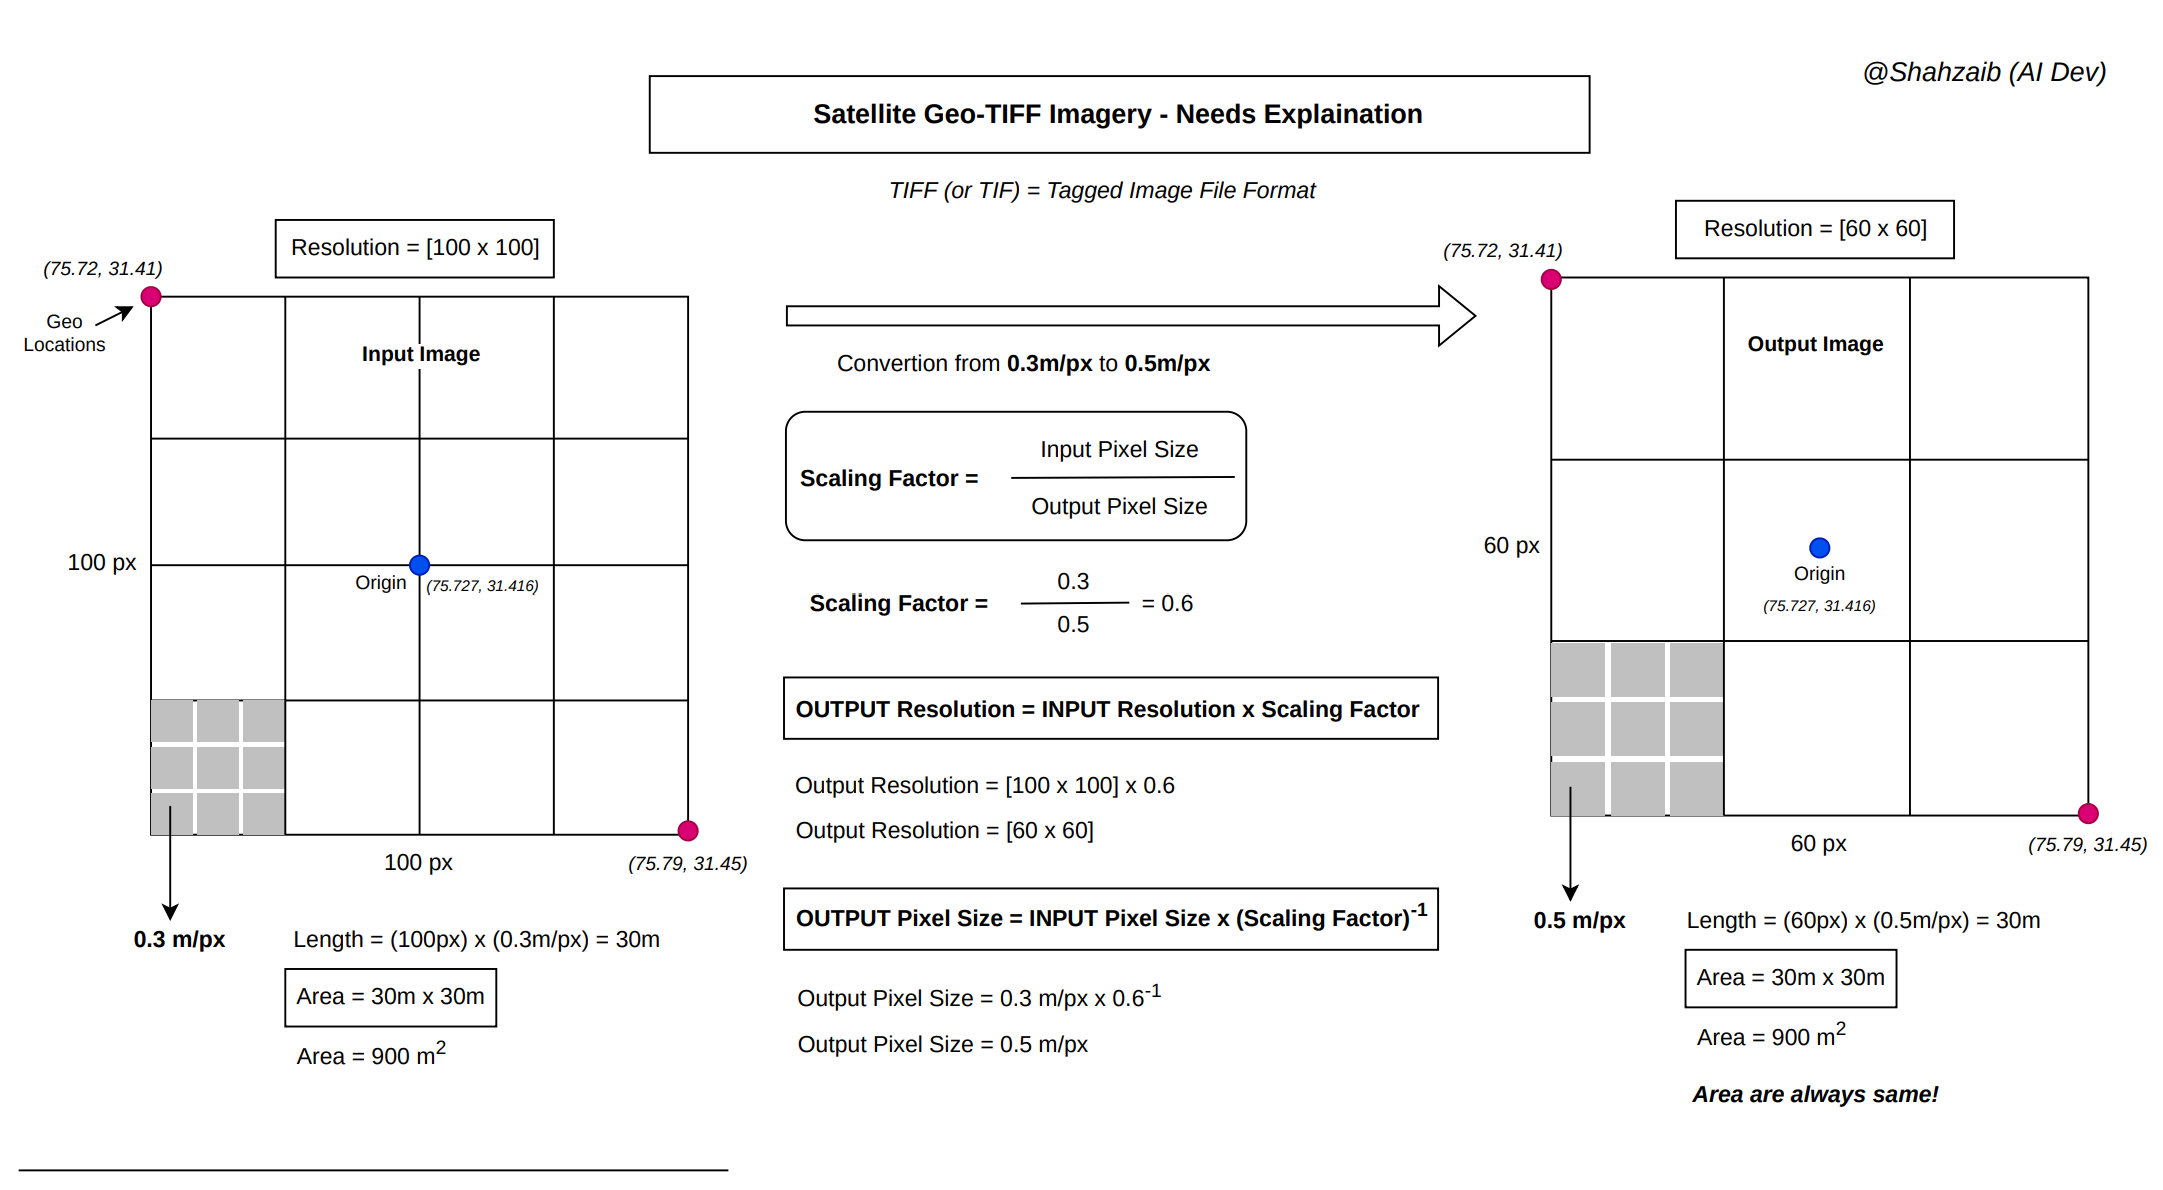 @Shahzaib (AI Dev)
Satellite Geo-TIFF Imagery - Needs Explaination
TIFF (or TIF) = Tagged Image File Format
Resolution = [100 x 100]
(75.72, 31.41)
Geo
Locations
Input Image
100 px
Origin
(75.727, 31.416)
100 px
(75.79, 31.45)
0.3 m/px
Length = (100px) x (0.3m/px) = 30m
Area = 30m x 30m
Area = 900 m²
Convertion from 0.3m/px to 0.5m/px
Scaling Factor =
Input Pixel Size
Output Pixel Size
Scaling Factor =
0.3
0.5
= 0.6
OUTPUT Resolution = INPUT Resolution x Scaling Factor
Output Resolution = [100 x 100] x 0.6
Output Resolution = [60 x 60]
OUTPUT Pixel Size = INPUT Pixel Size x (Scaling Factor)⁻¹
Output Pixel Size = 0.3 m/px x 0.6⁻¹
Output Pixel Size = 0.5 m/px
Resolution = [60 x 60]
(75.72, 31.41)
Output Image
60 px
Origin
(75.727, 31.416)
60 px
(75.79, 31.45)
0.5 m/px
Length = (60px) x (0.5m/px) = 30m
Area = 30m x 30m
Area = 900 m²
Area are always same!